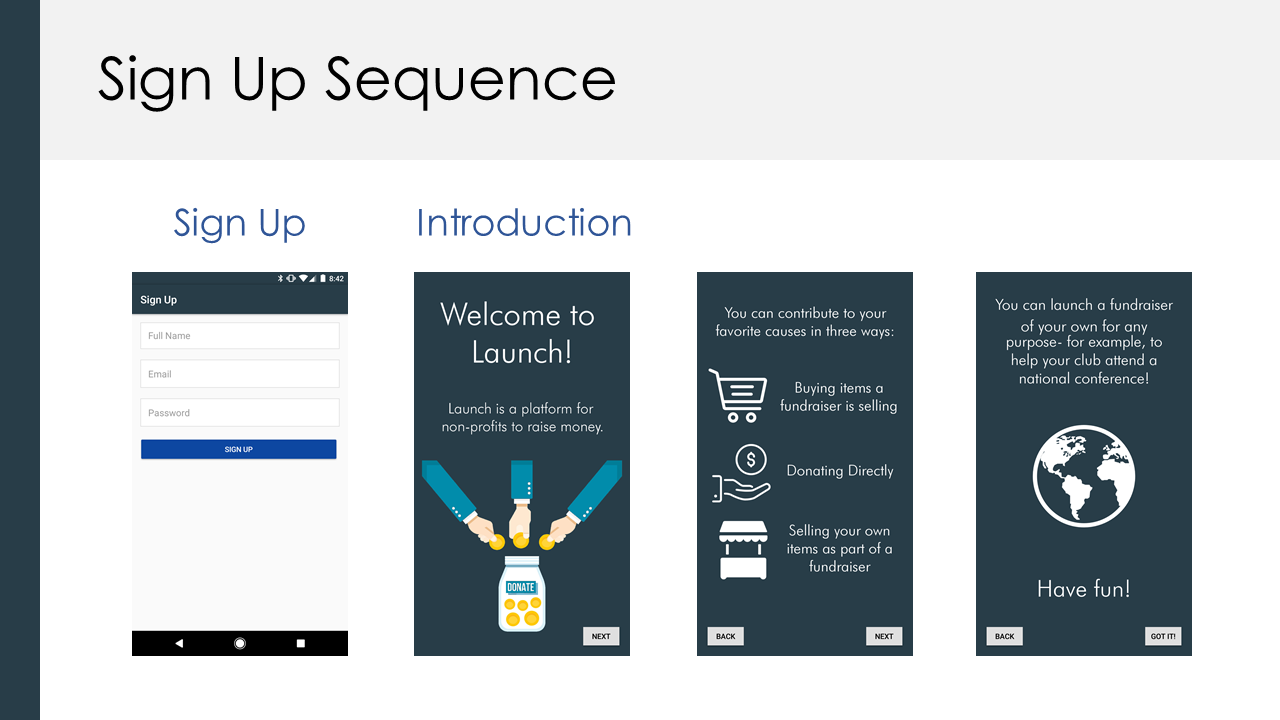 Sign Up Sequence
Sign Up
Introduction
8:42
Sign Up
Full Name
Email
Password
SIGN UP
Welcome to
Launch!
Launch is a platform for
non-profits to raise money.
DONATE
NEXT
You can contribute to your
favorite causes in three ways:
Buying items a
fundraiser is selling
$
Donating Directly
Selling your own
items as part of a
fundraiser
BACK
NEXT
You can launch a fundraiser
of your own for any
purpose- for example, to
help your club attend a
national conference!
Have fun!
BACK
GOT IT!